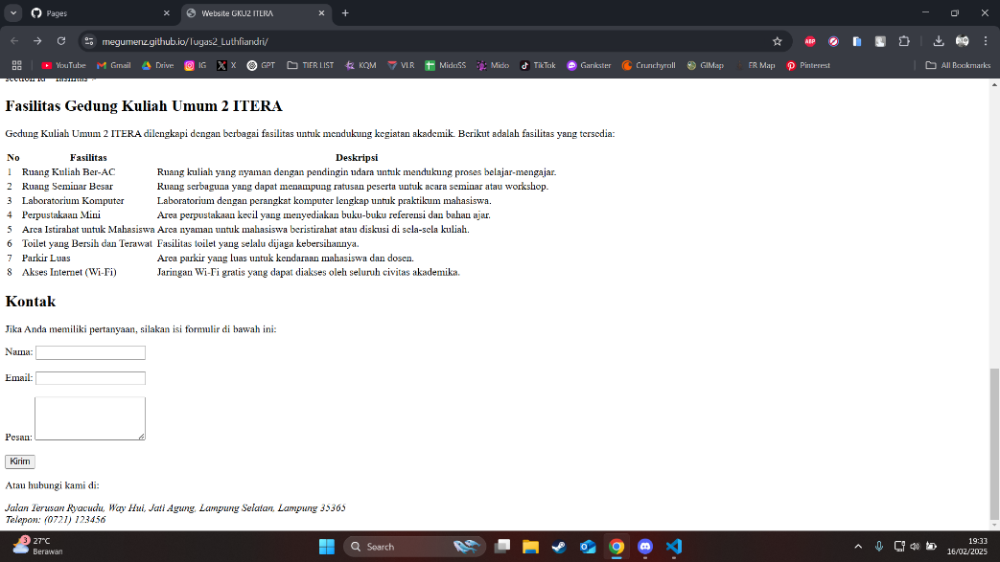 Pages
Website GKU2 ITERA
megumenz.github.io/Tugas2_Luthfiandri/
ABP
YouTube Gmail Drive IG X GPT TIER LIST KQM VLR MidoSS Mido TikTok Gankster Crunchyroll GIMap ER Map Pinterest All Bookmarks
Fasilitas Gedung Kuliah Umum 2 ITERA
Gedung Kuliah Umum 2 ITERA dilengkapi dengan berbagai fasilitas untuk mendukung kegiatan akademik. Berikut adalah fasilitas yang tersedia:
No Fasilitas Deskripsi
1 Ruang Kuliah Ber-AC Ruang kuliah yang nyaman dengan pendingin udara untuk mendukung proses belajar-mengajar.
2 Ruang Seminar Besar Ruang serbaguna yang dapat menampung ratusan peserta untuk acara seminar atau workshop.
3 Laboratorium Komputer Laboratorium dengan perangkat komputer lengkap untuk praktikum mahasiswa.
4 Perpustakaan Mini Area perpustakaan kecil yang menyediakan buku-buku referensi dan bahan ajar.
5 Area Istirahat untuk Mahasiswa Area nyaman untuk mahasiswa beristirahat atau diskusi di sela-sela kuliah.
6 Toilet yang Bersih dan Terawat Fasilitas toilet yang selalu dijaga kebersihannya.
7 Parkir Luas Area parkir yang luas untuk kendaraan mahasiswa dan dosen.
8 Akses Internet (Wi-Fi) Jaringan Wi-Fi gratis yang dapat diakses oleh seluruh civitas akademika.
Kontak
Jika Anda memiliki pertanyaan, silakan isi formulir di bawah ini:
Nama:
Email:
Pesan:
Kirim
Atau hubungi kami di:
Jalan Terusan Ryacudu, Way Hui, Jati Agung, Lampung Selatan, Lampung 35365
Telepon: (0721) 123456
3
27°C
Berawan
Search
19:33
16/02/2025